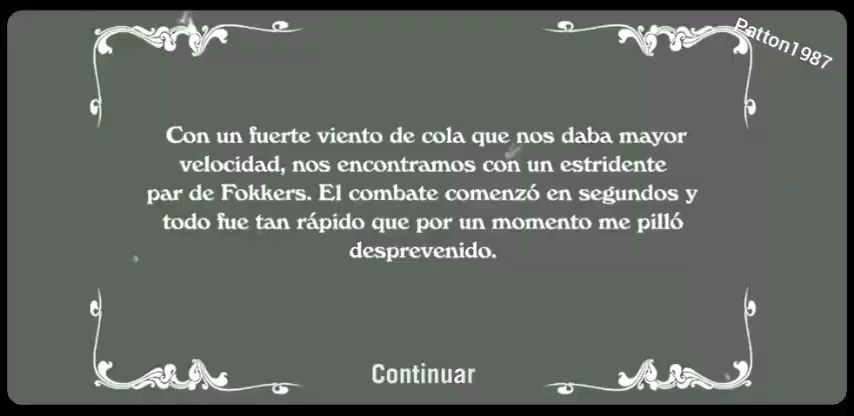 Patton1987
Con un fuerte viento de cola que nos daba mayor
velocidad, nos encontramos con un estridente
par de Fokkers. El combate comenzó en segundos y
todo fue tan rápido que por un momento me pilló
desprevenido.
Continuar